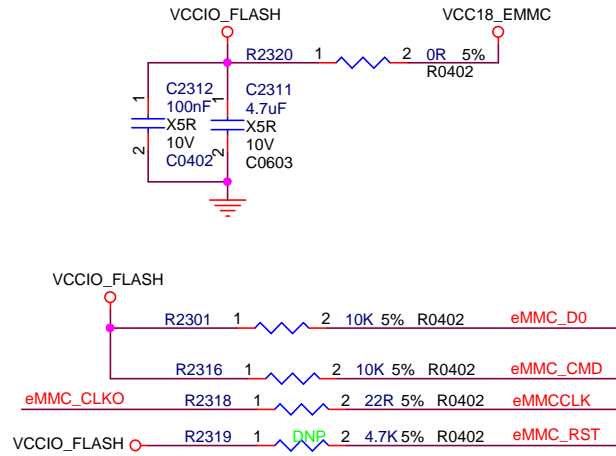 VCCIO_FLASH VCC18_EMMC
R2320 1 2 0R 5%
R0402
1 C2312 1 C2311
100nF 4.7uF
X5R X5R
10V 10V
2 C0402 2 C0603
VCCIO_FLASH
R2301 1 2 10K 5% R0402 eMMC_D0
R2316 1 2 10K 5% R0402 eMMC_CMD
eMMC_CLKO R2318 1 2 22R 5% R0402 eMMCCLK
VCCIO_FLASH R2319 1 DNP 2 4.7K 5% R0402 eMMC_RST